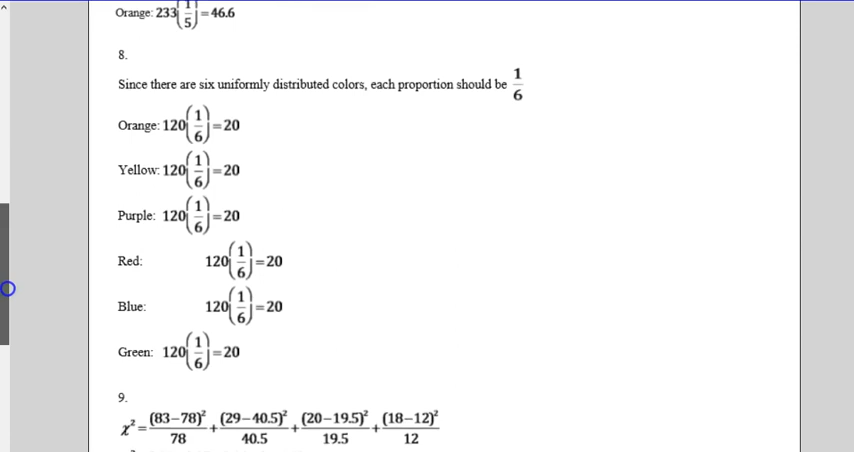 Orange: 233(1/5)=46.6
8.
Since there are six uniformly distributed colors, each proportion should be 1/6
Orange: 120(1/6)=20
Yellow: 120(1/6)=20
Purple: 120(1/6)=20
Red: 120(1/6)=20
Blue: 120(1/6)=20
Green: 120(1/6)=20
9.
χ²=(83−78)²/78+(29−40.5)²/40.5+(20−19.5)²/19.5+(18−12)²/12